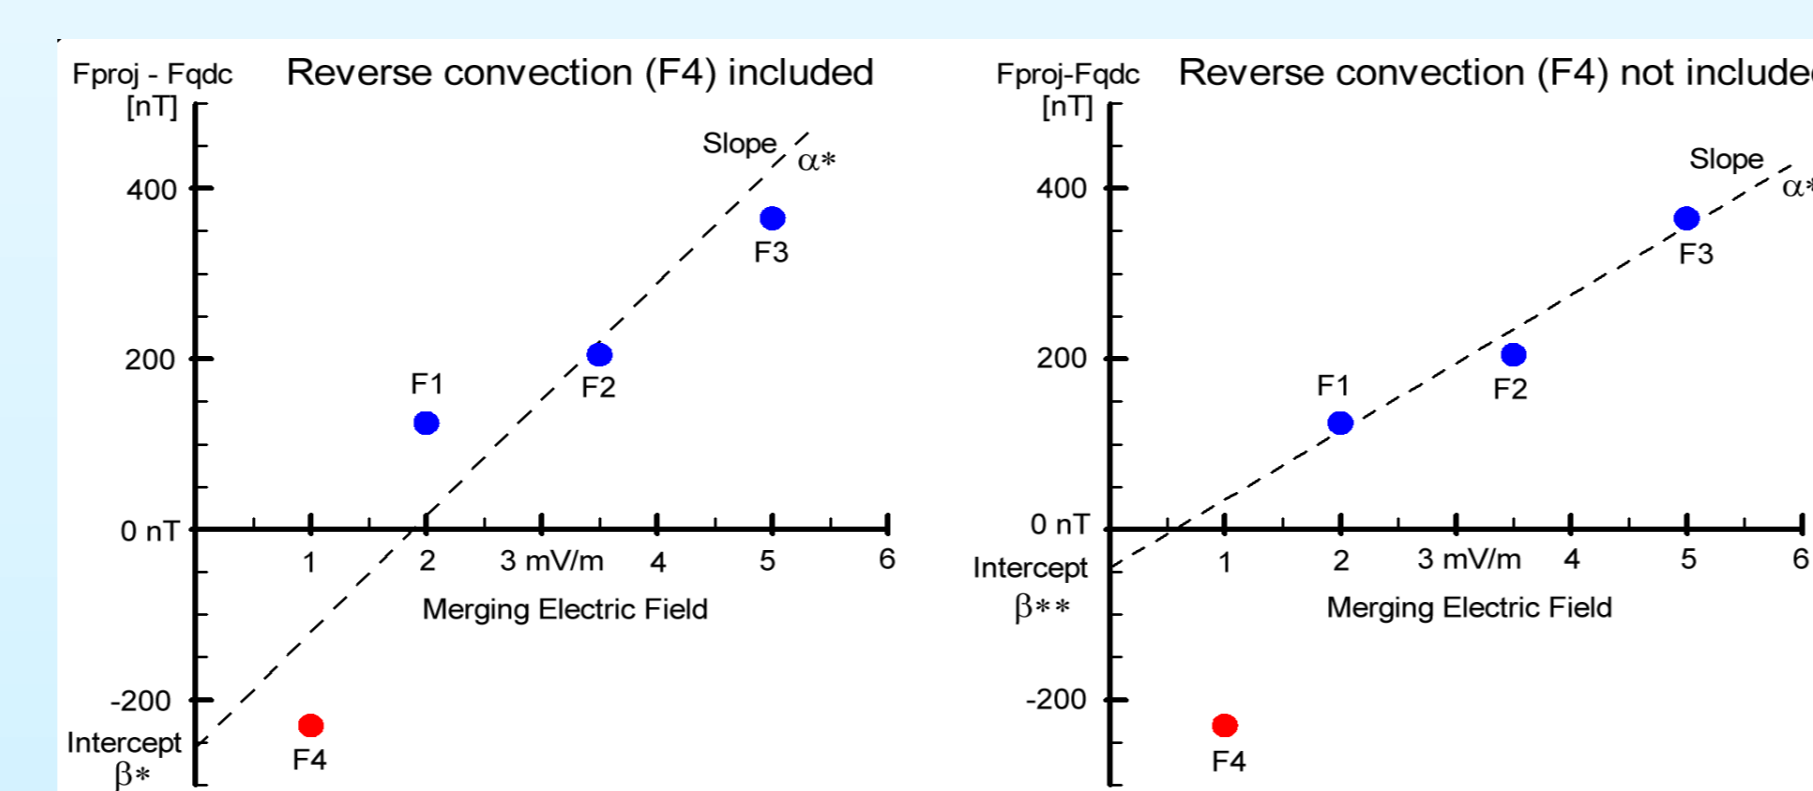 Fproj - Fqdc
[nT]
Reverse convection (F4) included
Slope
α*
400
F3
200
F1
F2
0 nT
1
2
3 mV/m
4
5
6
Merging Electric Field
-200
Intercept
β*
F4
Fproj-Fqdc
[nT]
Reverse convection (F4) not include
Slope
α*
400
F3
200
F1
F2
0 nT
1
2
3 mV/m
4
5
6
Intercept
β**
Merging Electric Field
-200
F4